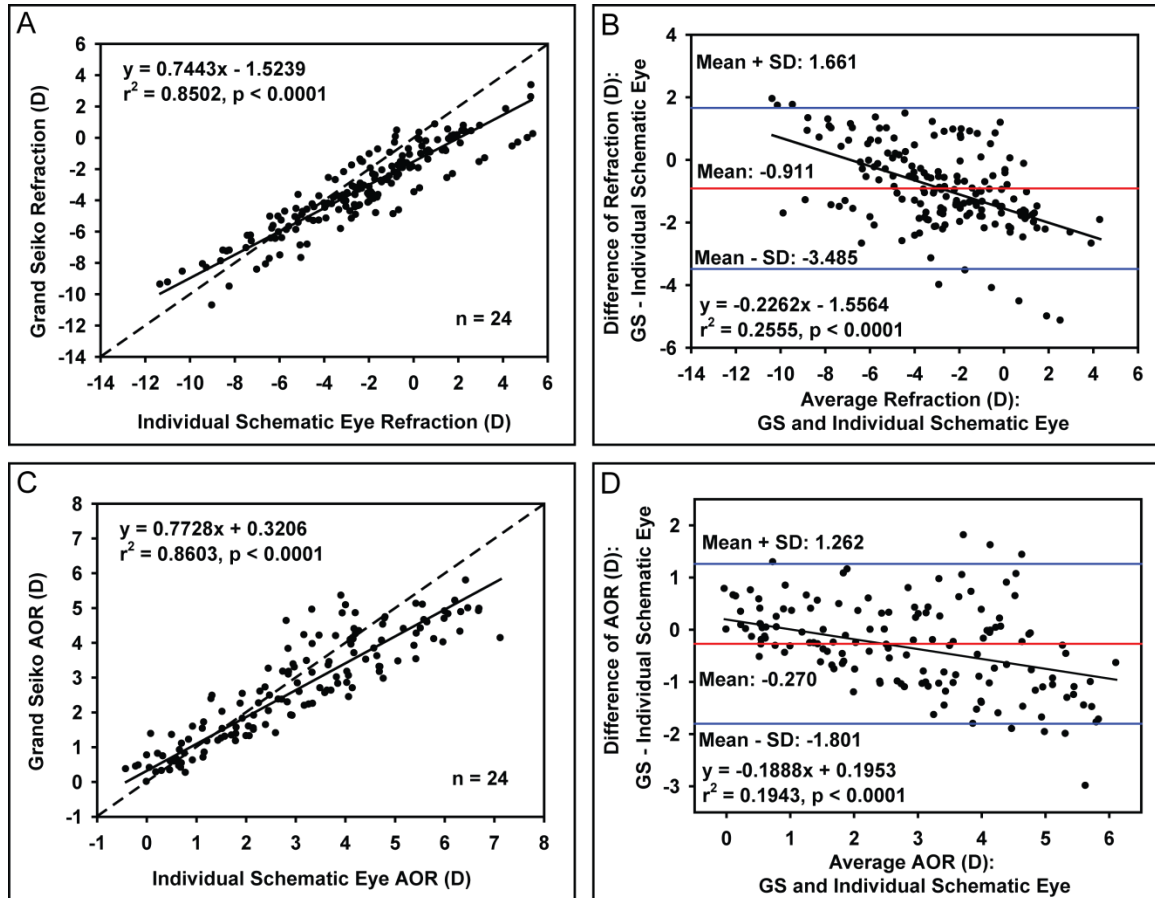 A
Grand Seiko Refraction (D)
6
4
2
0
-2
-4
-6
-8
-10
-12
-14
y = 0.7443x - 1.5239
r² = 0.8502, p < 0.0001
n = 24
-14 -12 -10 -8 -6 -4 -2 0 2 4 6
Individual Schematic Eye Refraction (D)
B
Difference of Refraction (D):
GS - Individual Schematic Eye
4
2
0
-2
-4
-6
Mean + SD: 1.661
Mean: -0.911
Mean - SD: -3.485
y = -0.2262x - 1.5564
r² = 0.2555, p < 0.0001
-14 -12 -10 -8 -6 -4 -2 0 2 4 6
Average Refraction (D):
GS and Individual Schematic Eye
C
Grand Seiko AOR (D)
8
7
6
5
4
3
2
1
0
-1
y = 0.7728x + 0.3206
r² = 0.8603, p < 0.0001
n = 24
-1 0 1 2 3 4 5 6 7 8
Individual Schematic Eye AOR (D)
D
Difference of AOR (D):
GS - Individual Schematic Eye
2
1
0
-1
-2
-3
Mean + SD: 1.262
Mean: -0.270
Mean - SD: -1.801
y = -0.1888x + 0.1953
r² = 0.1943, p < 0.0001
0 1 2 3 4 5 6
Average AOR (D):
GS and Individual Schematic Eye